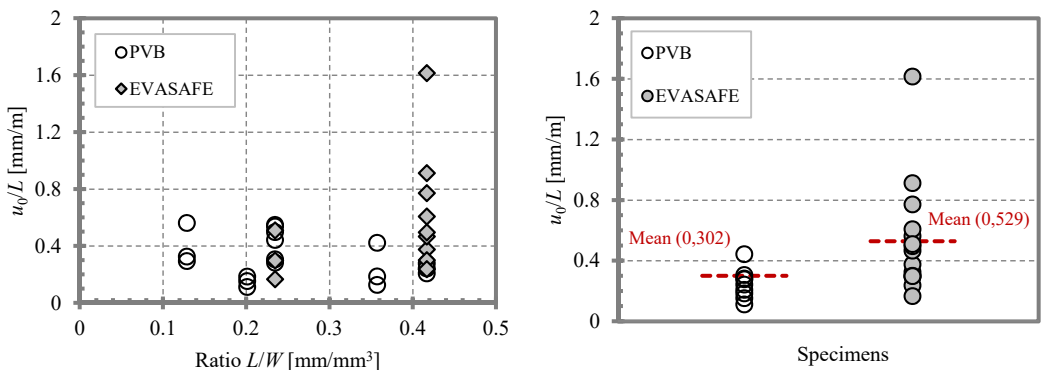 2
1.6
1.2
0.8
0.4
0
u₀/L [mm/m]
PVB
EVASAFE
0 0.1 0.2 0.3 0.4 0.5
Ratio L/W [mm/mm³]
2
1.6
1.2
0.8
0.4
0
u₀/L [mm/m]
PVB
EVASAFE
Mean (0,302)
Mean (0,529)
Specimens